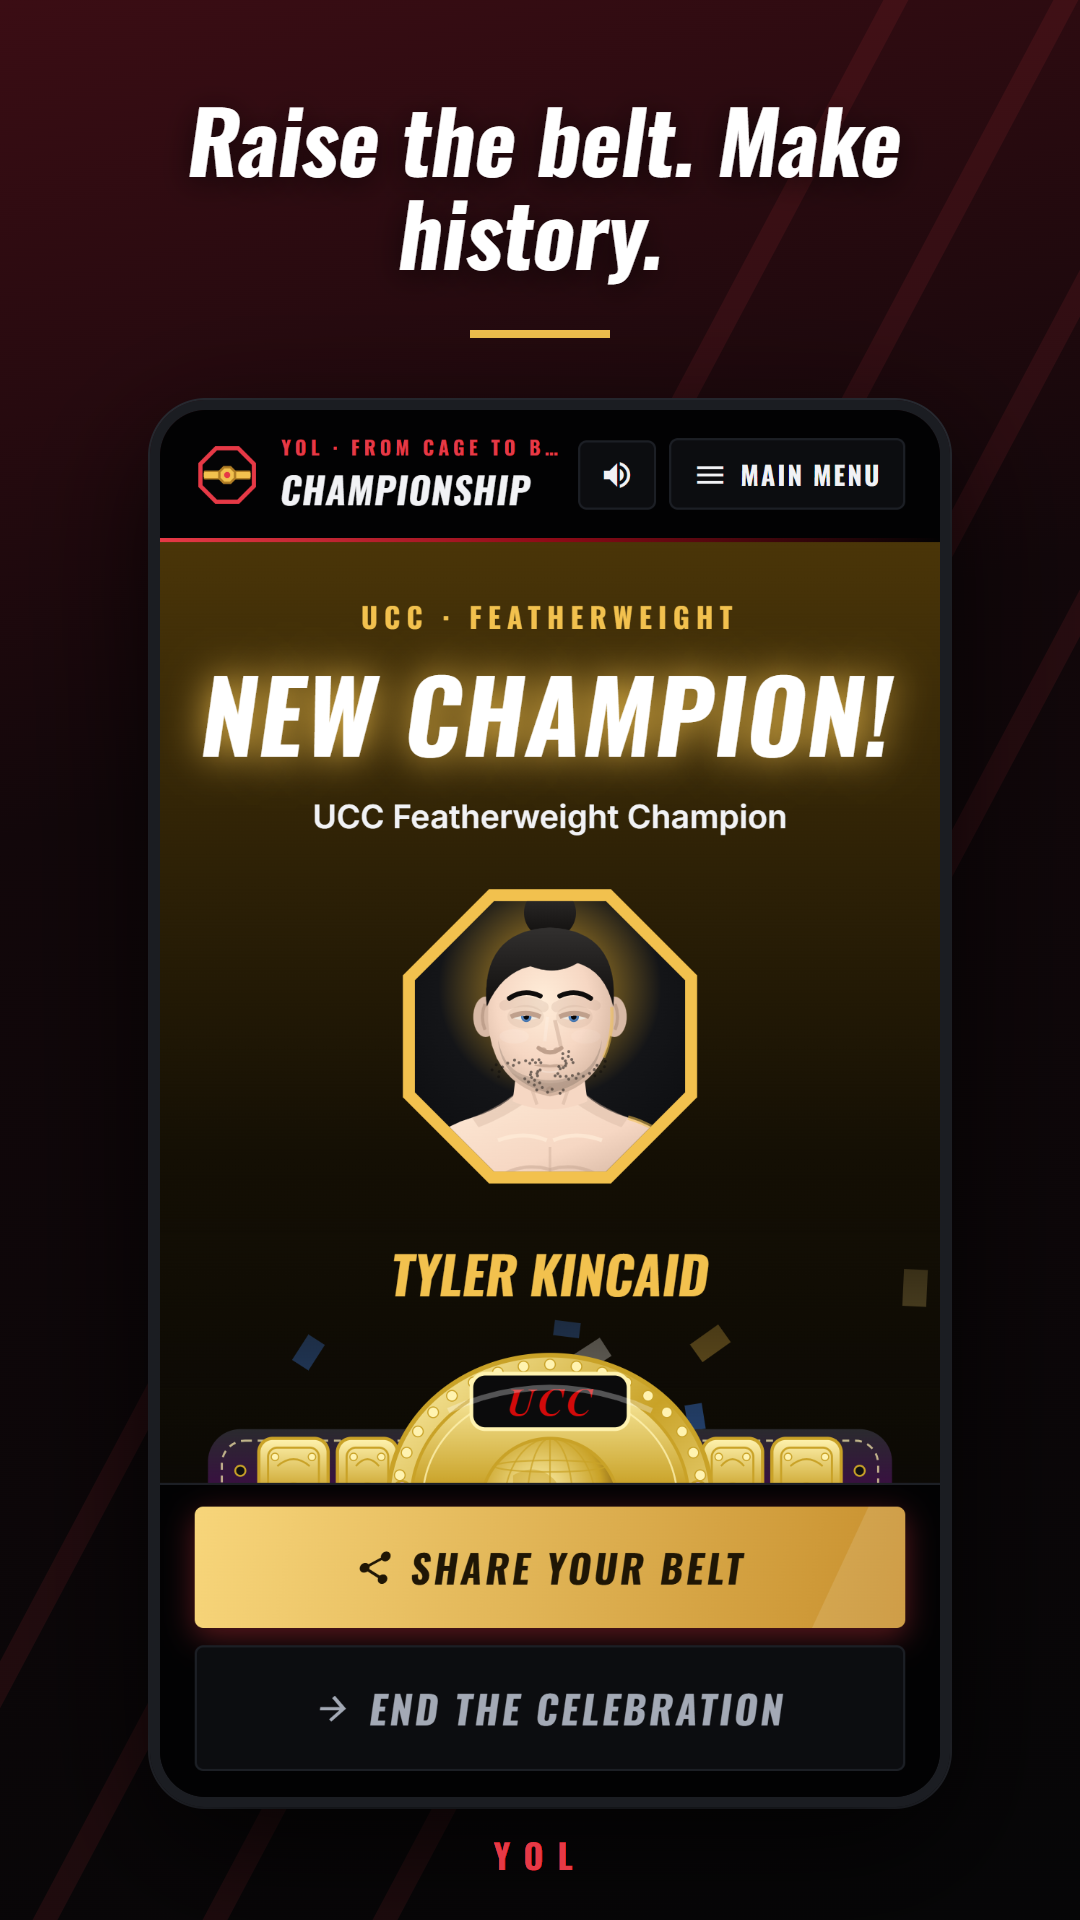 Raise the belt. Make
history.
YOL · FROM CAGE TO B…
CHAMPIONSHIP
MAIN MENU
UCC · FEATHERWEIGHT
NEW CHAMPION!
UCC Featherweight Champion
TYLER KINCAID
UCC
SHARE YOUR BELT
END THE CELEBRATION
YOL